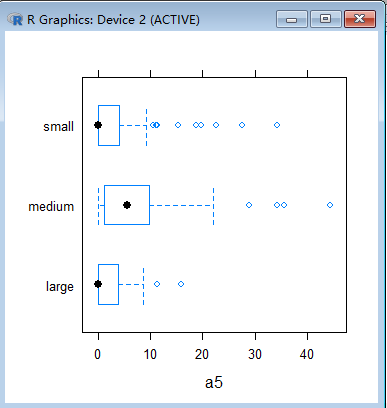 R Graphics: Device 2 (ACTIVE)
small
medium
large
0 10 20 30 40
a5